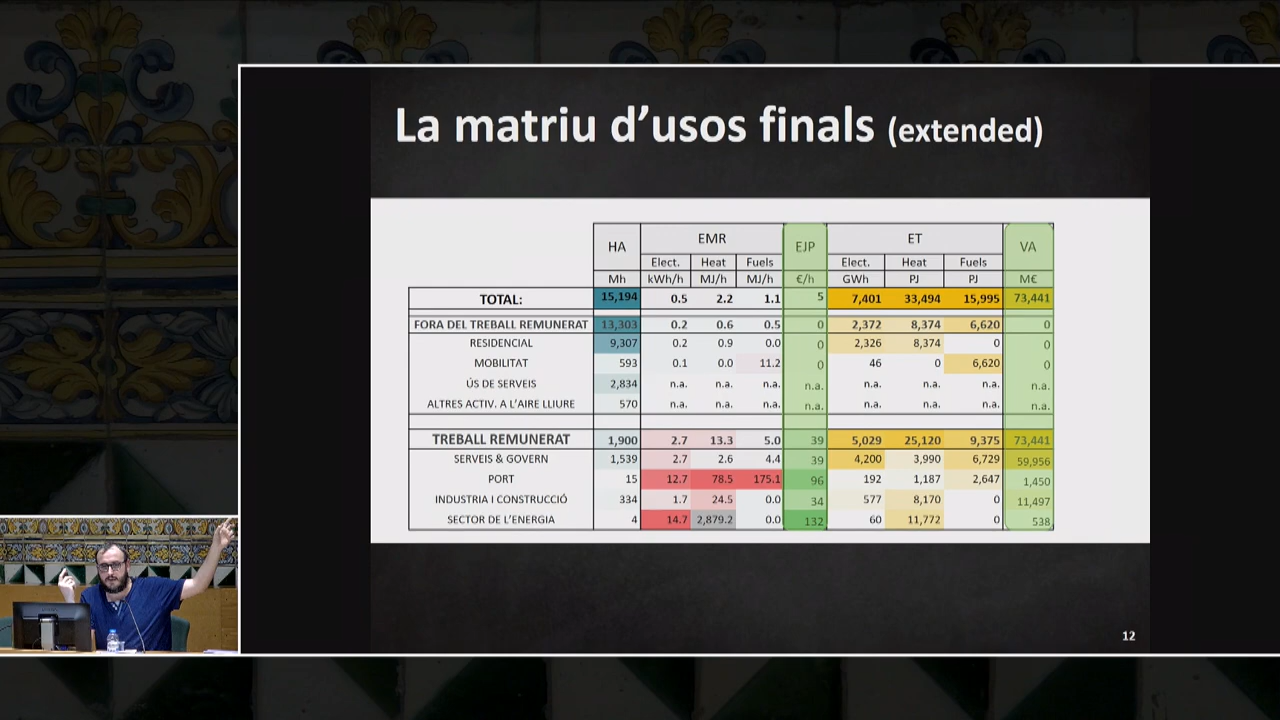 La matriu d'usos finals (extended)
HA EMR EJP ET VA
Elect. Heat Fuels Elect. Heat Fuels
Mh kWh/h MJ/h MJ/h €/h GWh PJ PJ M€
TOTAL: 15,194 0.5 2.2 1.1 5 7,401 33,494 15,995 73,441
FORA DEL TREBALL REMUNERAT 13,303 0.2 0.6 0.5 0 2,372 8,374 6,620 0
RESIDENCIAL 9,307 0.2 0.9 0.0 0 2,326 8,374 0 0
MOBILITAT 593 0.1 0.0 11.2 0 46 0 6,620 0
ÚS DE SERVEIS 2,834 n.a. n.a. n.a. n.a. n.a. n.a. n.a. n.a.
ALTRES ACTIV. A L'AIRE LLIURE 570 n.a. n.a. n.a. n.a. n.a. n.a. n.a. n.a.
TREBALL REMUNERAT 1,900 2.7 13.3 5.0 39 5,029 25,120 9,375 73,441
SERVEIS & GOVERN 1,539 2.7 2.6 4.4 39 4,200 3,990 6,729 59,956
PORT 15 12.7 78.5 175.1 96 192 1,187 2,647 1,450
INDUSTRIA I CONSTRUCCIÓ 334 1.7 24.5 0.0 34 577 8,170 0 11,497
SECTOR DE L'ENERGIA 4 14.7 2,879.2 0.0 132 60 11,772 0 538
12